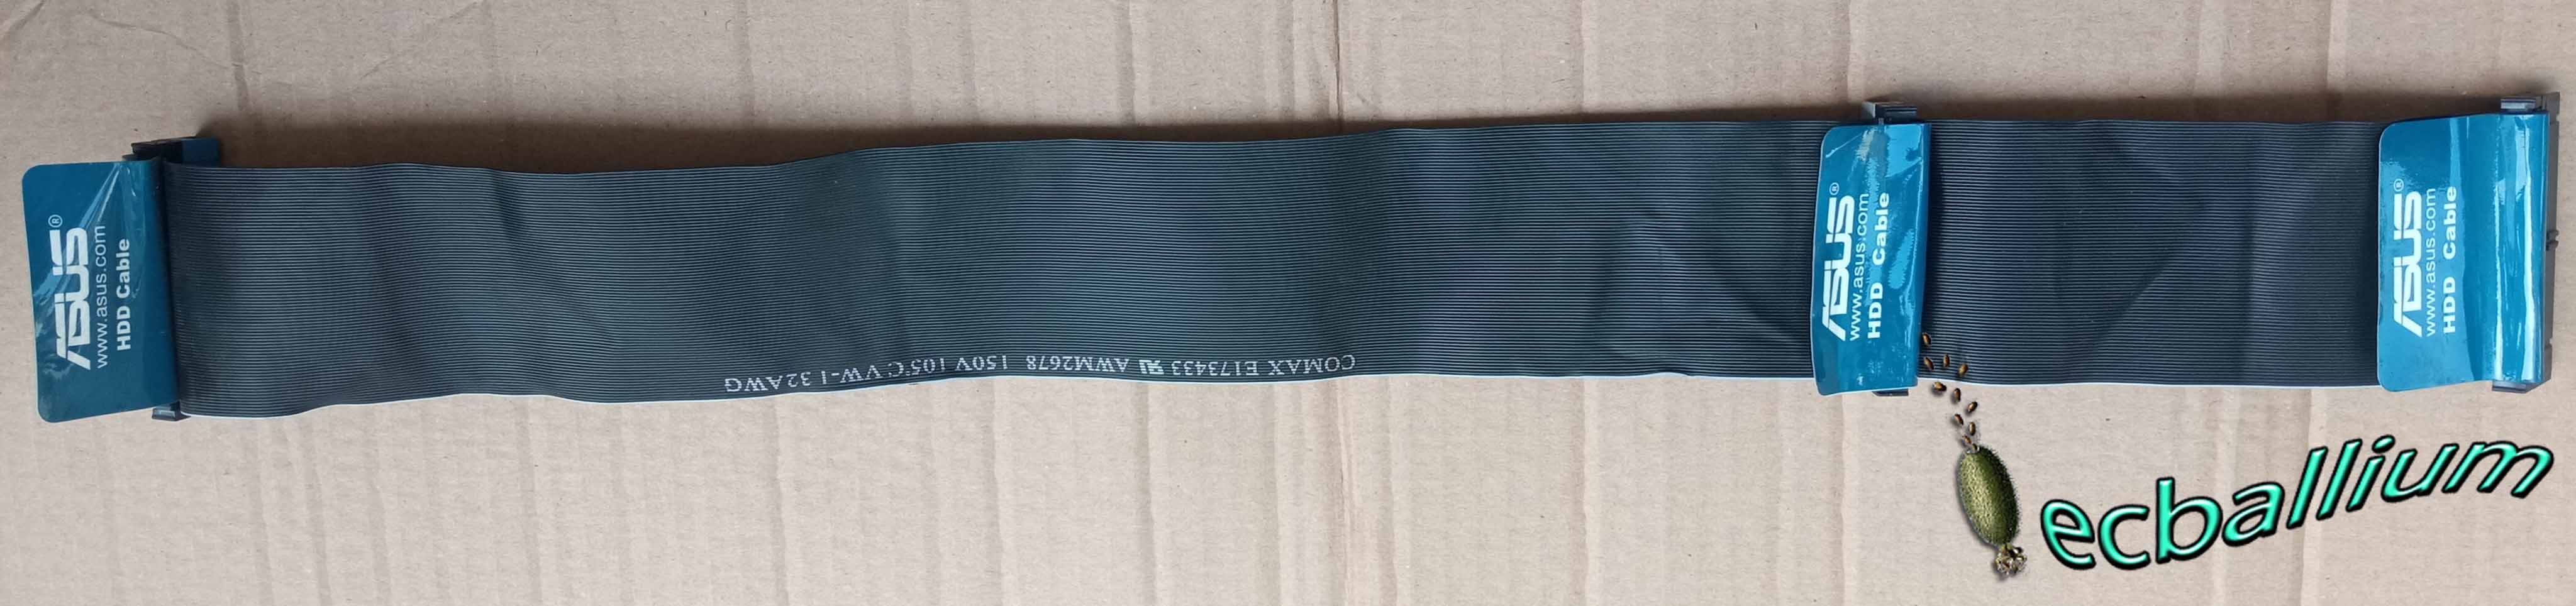 ASUS®
www.asus.com
HDD Cable
COMAX E173433 AWM2678 150V 105°C VW-1 32AWG
ASUS®
www.asus.com
HDD Cable
ASUS®
www.asus.com
HDD Cable
ecballium